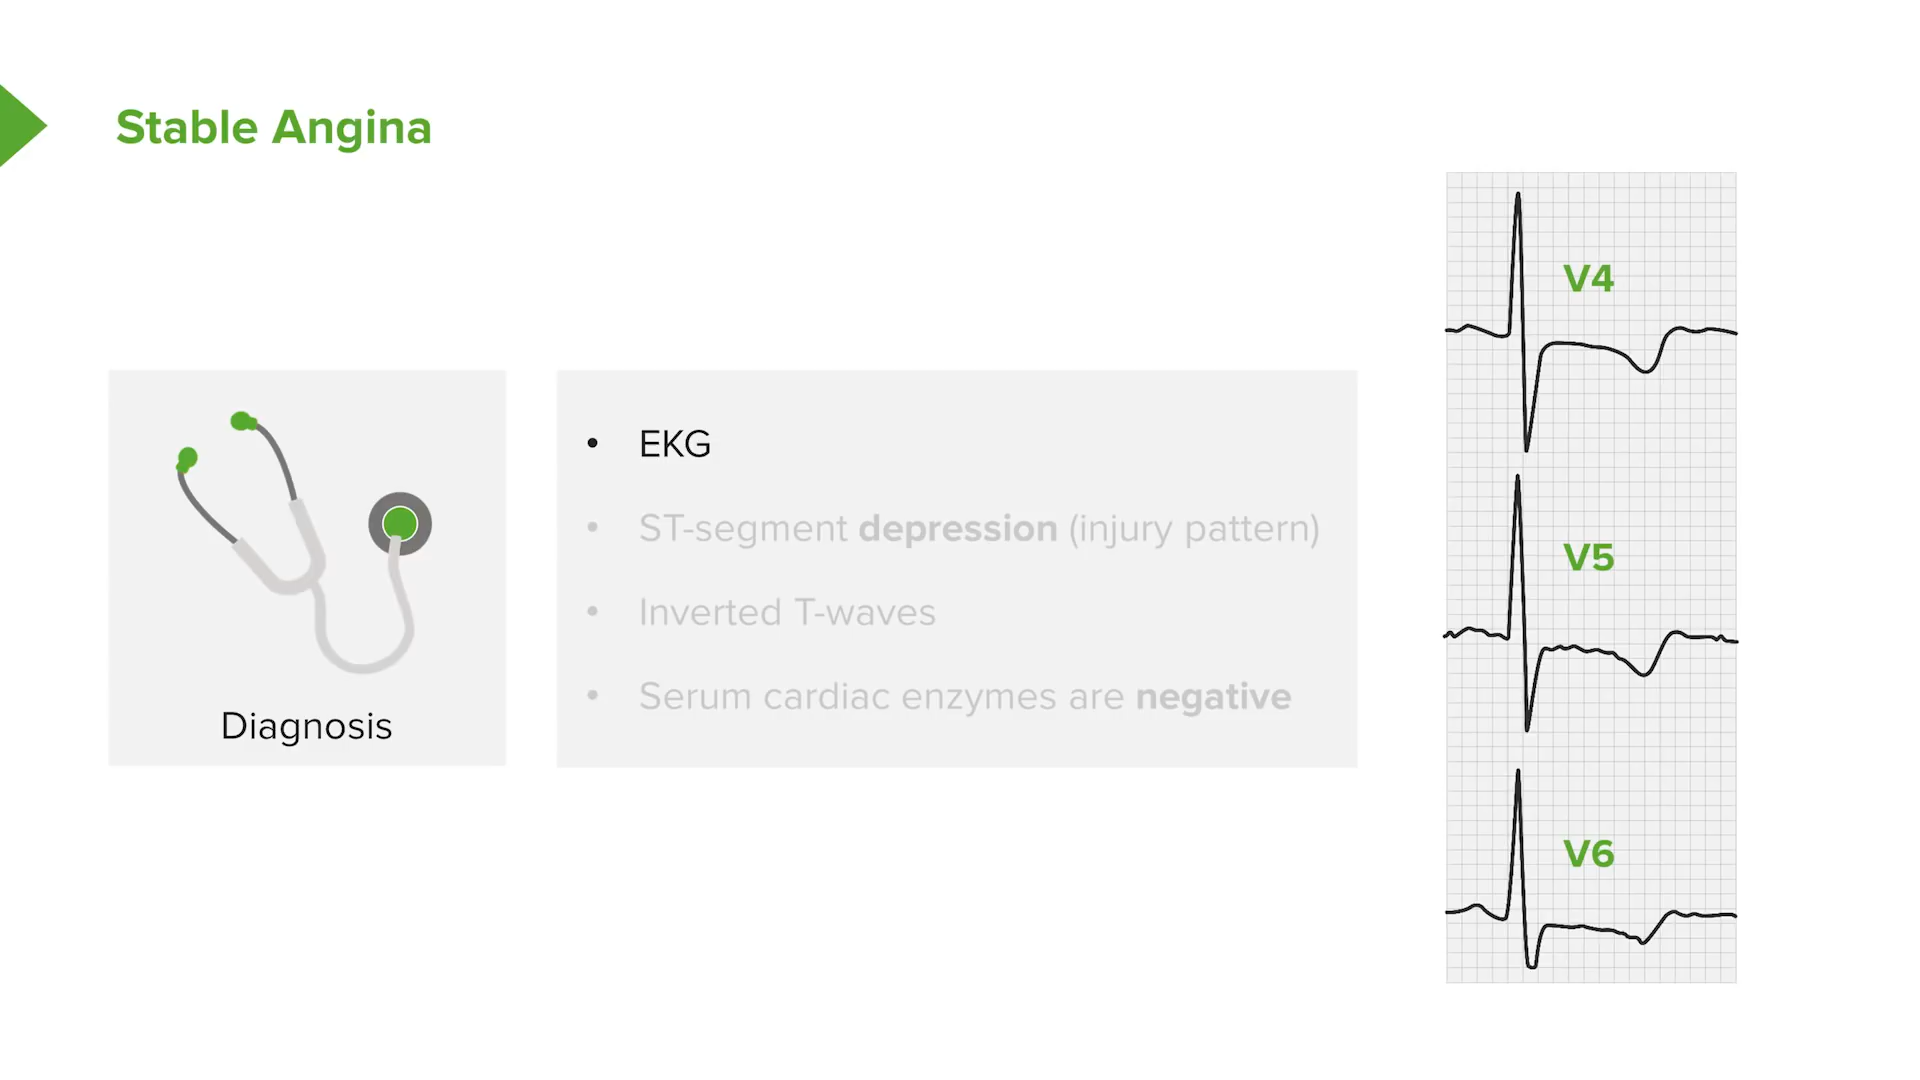 Stable Angina
Diagnosis
• EKG
• ST-segment depression (injury pattern)
• Inverted T-waves
• Serum cardiac enzymes are negative
V4
V5
V6